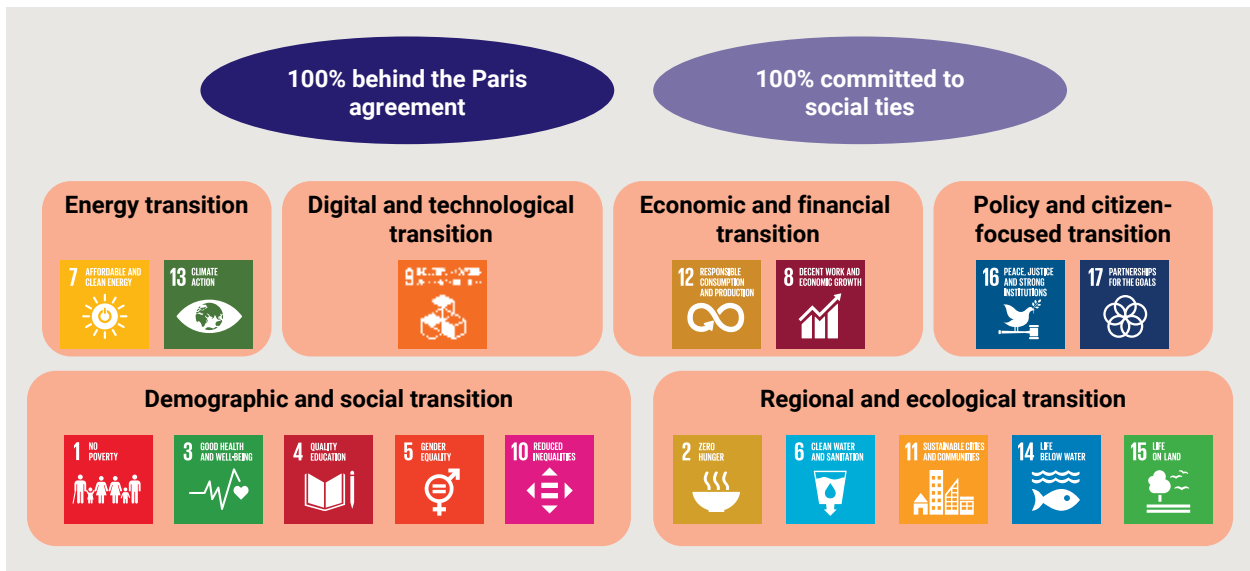 100% behind the Paris
agreement
100% committed to
social ties
Energy transition
7 AFFORDABLE AND
CLEAN ENERGY
13 CLIMATE
ACTION
Digital and technological
transition
9
Economic and financial
transition
12 RESPONSIBLE
CONSUMPTION
AND PRODUCTION
8 DECENT WORK AND
ECONOMIC GROWTH
Policy and citizen-
focused transition
16 PEACE, JUSTICE
AND STRONG
INSTITUTIONS
17 PARTNERSHIPS
FOR THE GOALS
Demographic and social transition
1 NO
POVERTY
3 GOOD HEALTH
AND WELL-BEING
4 QUALITY
EDUCATION
5 GENDER
EQUALITY
10 REDUCED
INEQUALITIES
Regional and ecological transition
2 ZERO
HUNGER
6 CLEAN WATER
AND SANITATION
11 SUSTAINABLE CITIES
AND COMMUNITIES
14 LIFE
BELOW WATER
15 LIFE
ON LAND